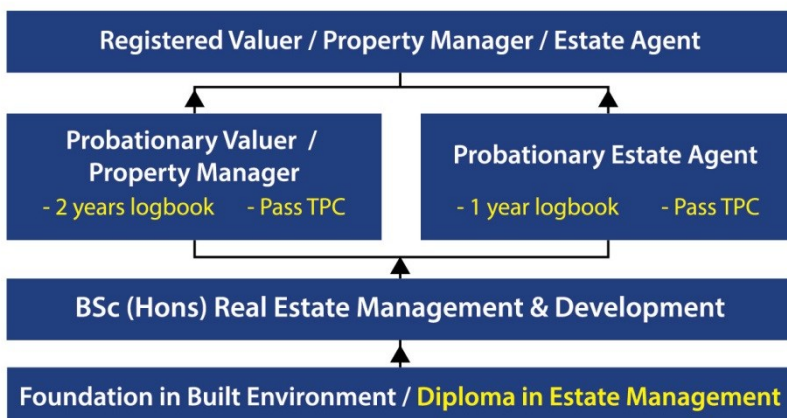 Registered Valuer / Property Manager / Estate Agent
Probationary Valuer /
Property Manager
- 2 years logbook - Pass TPC
Probationary Estate Agent
- 1 year logbook - Pass TPC
BSc (Hons) Real Estate Management & Development
Foundation in Built Environment / Diploma in Estate Management